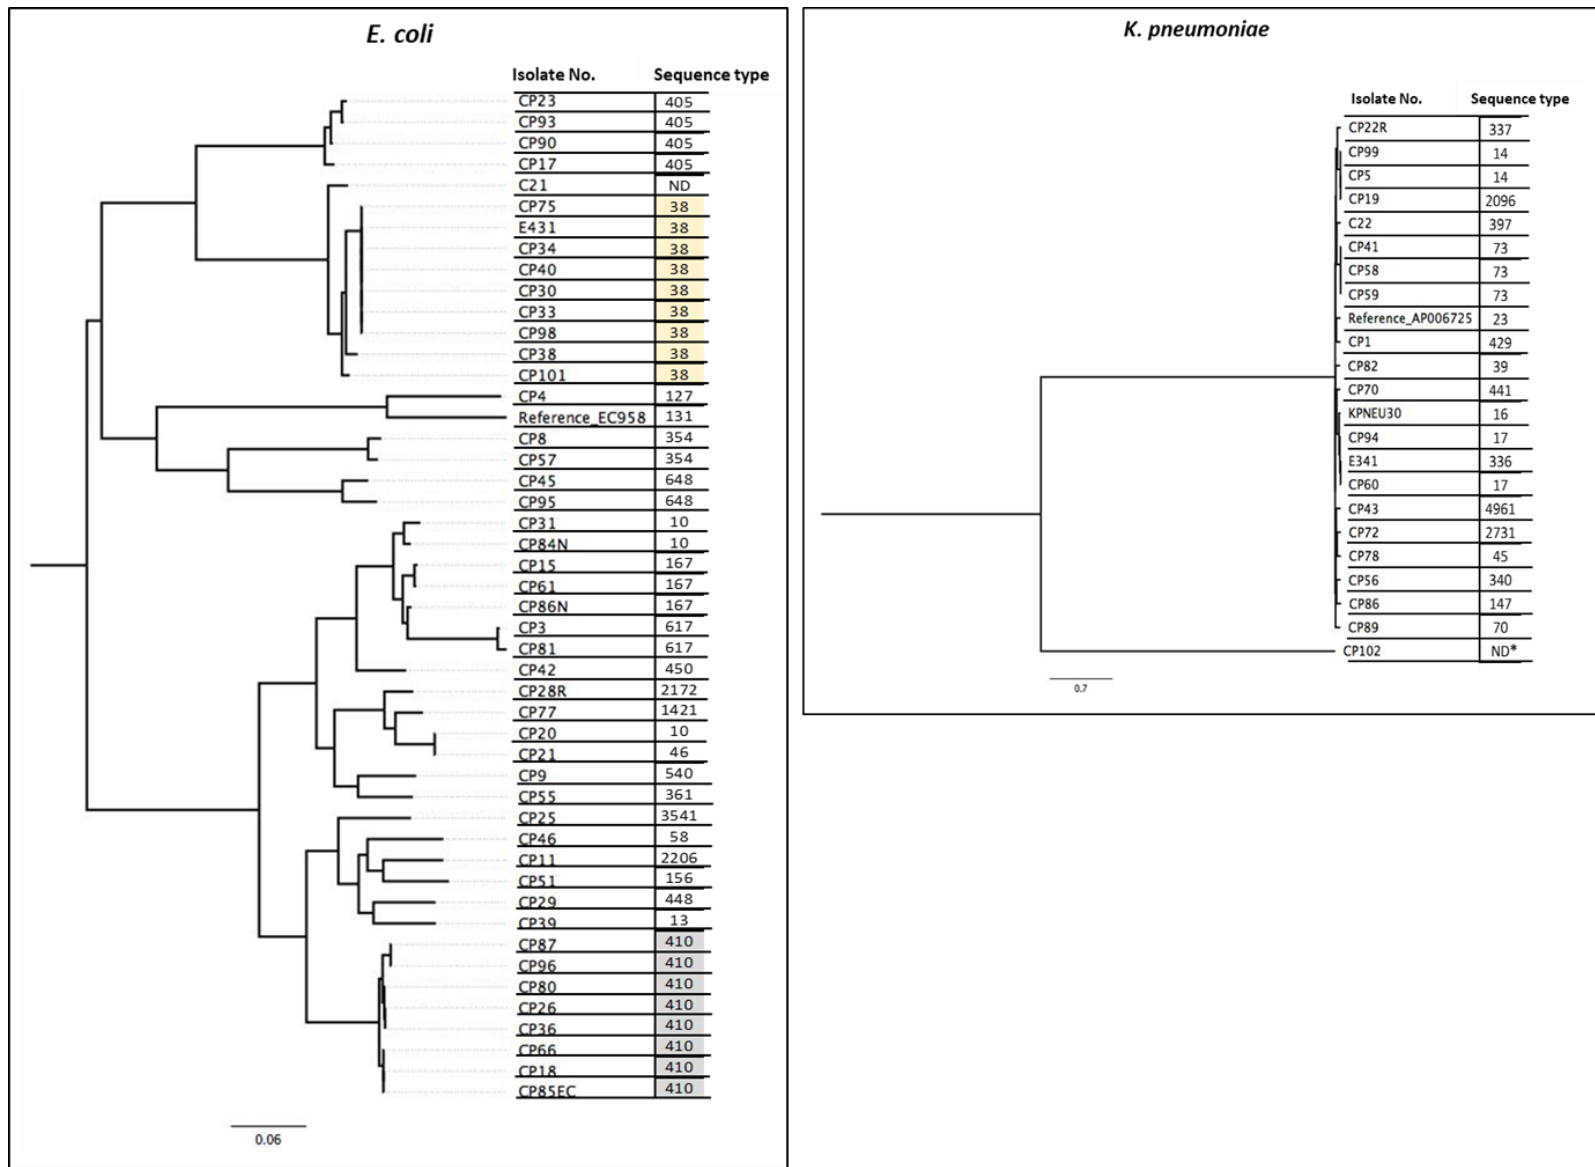 E. coli
Isolate No. Sequence type
CP23 405
CP93 405
CP90 405
CP17 405
C21 ND
CP75 38
E431 38
CP34 38
CP40 38
CP30 38
CP33 38
CP98 38
CP38 38
CP101 38
CP4 127
Reference_EC958 131
CP8 354
CP57 354
CP45 648
CP95 648
CP31 10
CP84N 10
CP15 167
CP61 167
CP86N 167
CP3 617
CP81 617
CP42 450
CP28R 2172
CP77 1421
CP20 10
CP21 46
CP9 540
CP55 361
CP25 3541
CP46 58
CP11 2206
CP51 156
CP29 448
CP39 13
CP87 410
CP96 410
CP80 410
CP26 410
CP36 410
CP66 410
CP18 410
CP85EC 410
0.06
K. pneumoniae
Isolate No. Sequence type
CP22R 337
CP99 14
CP5 14
CP19 2096
C22 397
CP41 73
CP58 73
CP59 73
Reference_AP006725 23
CP1 429
CP82 39
CP70 441
KPNEU30 16
CP94 17
E341 336
CP60 17
CP43 4961
CP72 2731
CP78 45
CP56 340
CP86 147
CP89 70
CP102 ND*
0.7